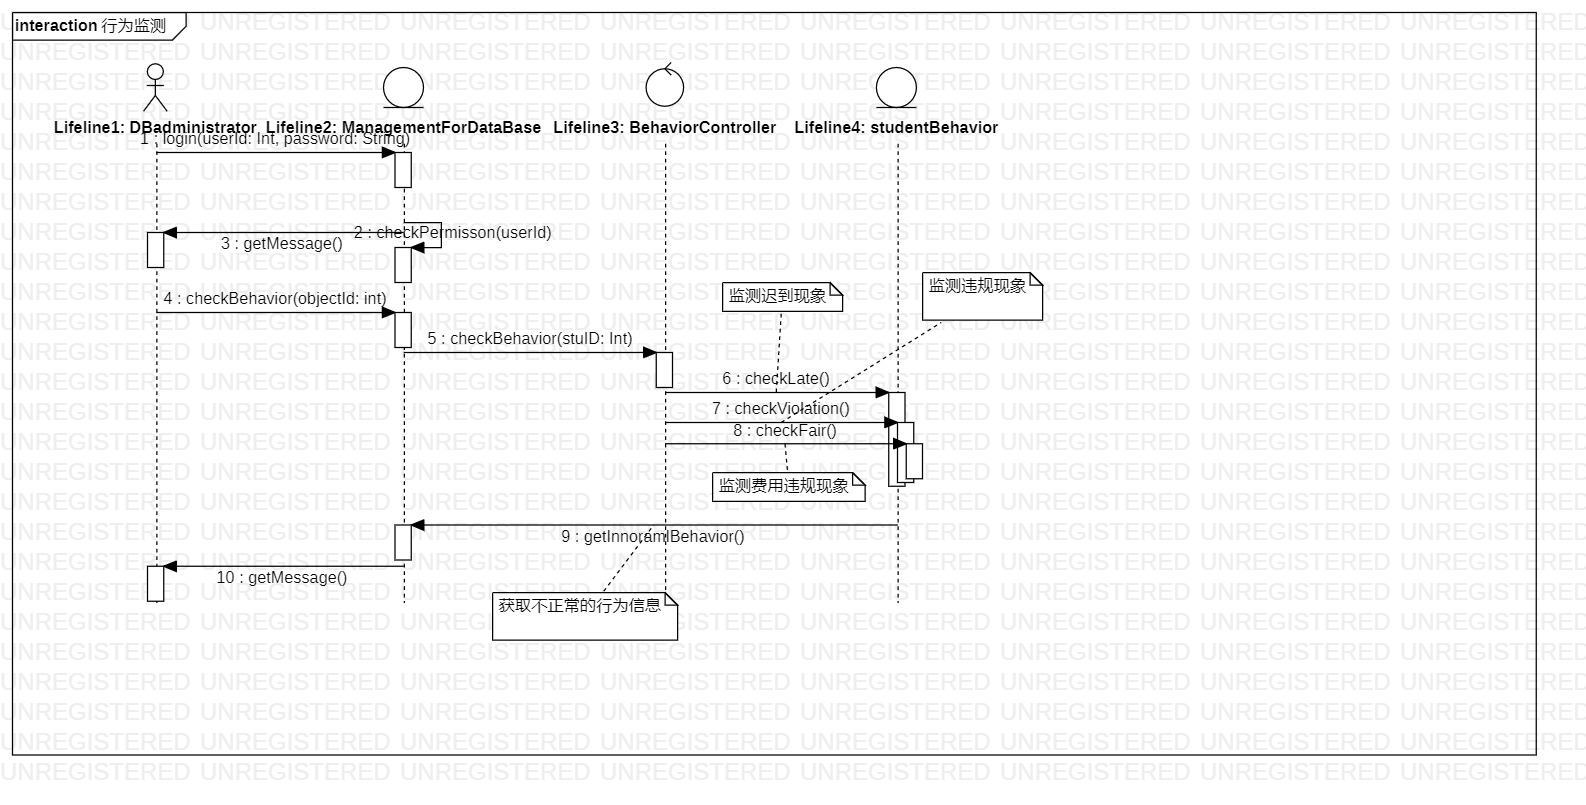 interaction 行为监测
Lifeline1: DBadministrator
Lifeline2: ManagementForDataBase
Lifeline3: BehaviorController
Lifeline4: studentBehavior
1 : login(userId: Int, password: String)
2 : checkPermisson(userId)
3 : getMessage()
监测违规现象
监测迟到现象
4 : checkBehavior(objectId: int)
5 : checkBehavior(stuID: Int)
6 : checkLate()
7 : checkViolation()
8 : checkFair()
监测费用违规现象
9 : getInnoramlBehavior()
10 : getMessage()
获取不正常的行为信息
UNREGISTERED